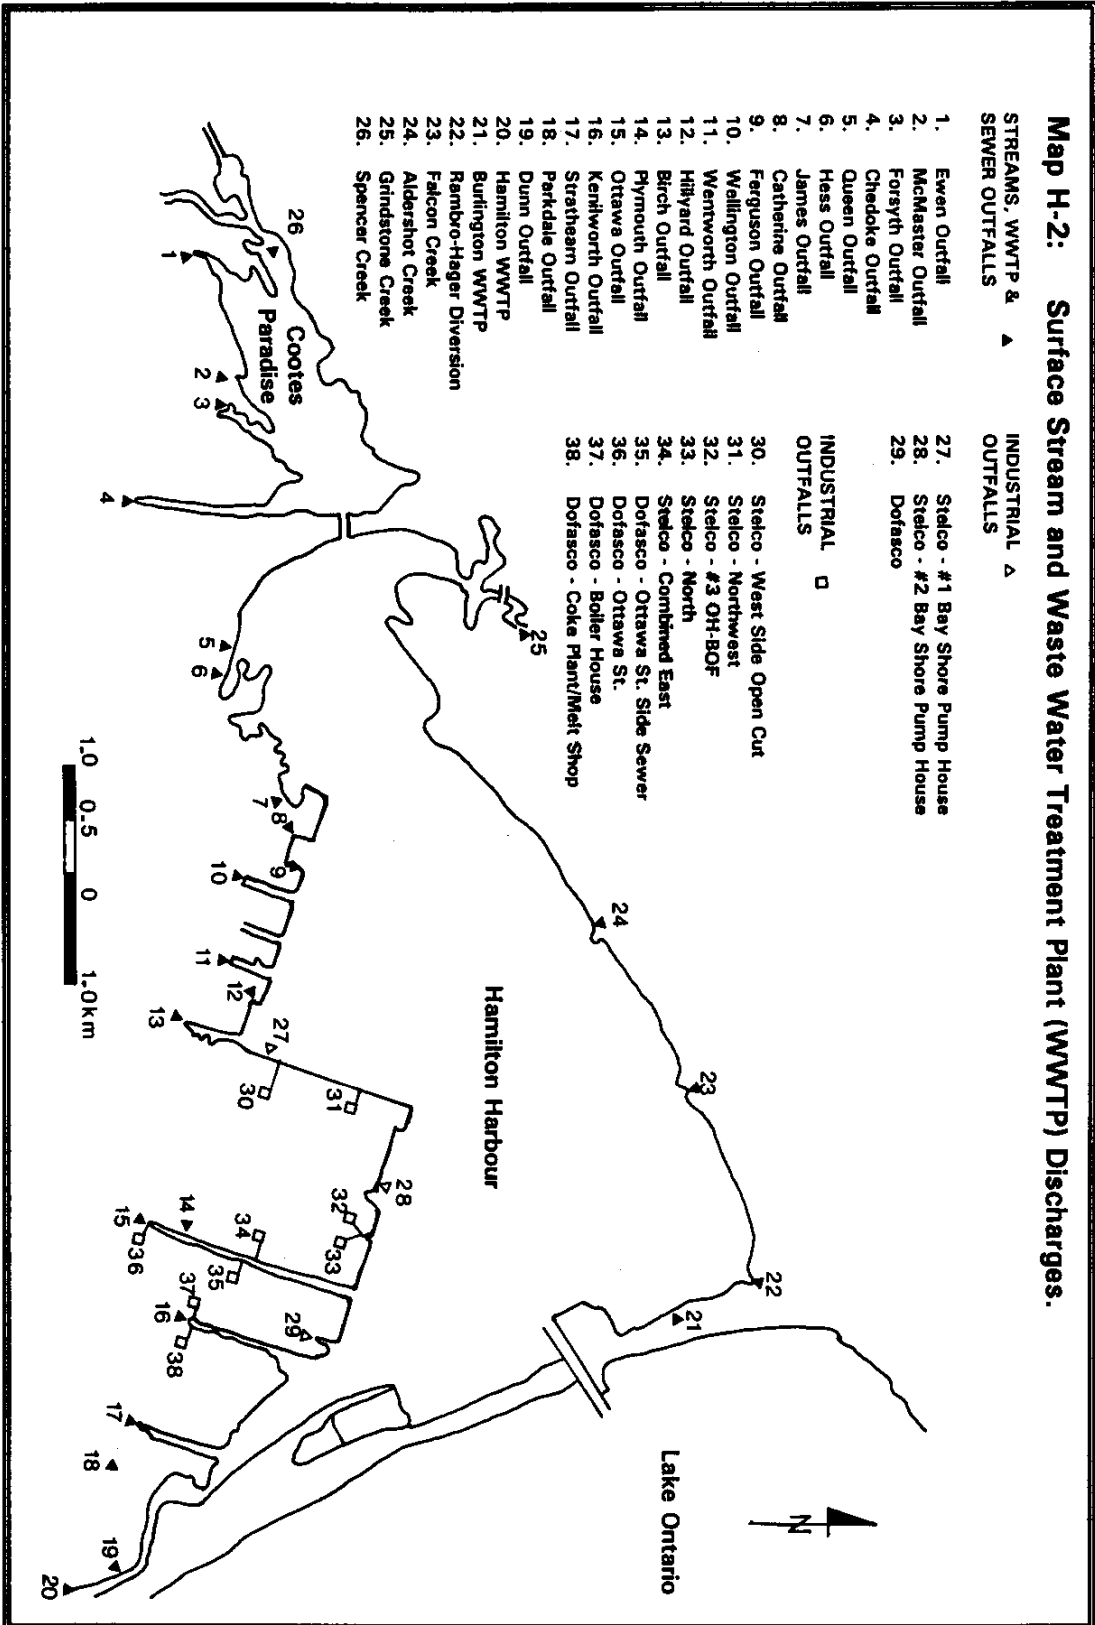 Map H-2: Surface Stream and Waste Water Treatment Plant (WWTP) Discharges.
STREAMS, WWTP & ▲
SEWER OUTFALLS
1. Ewen Outfall
2. McMaster Outfall
3. Forsyth Outfall
4. Chedoke Outfall
5. Queen Outfall
6. Hess Outfall
7. James Outfall
8. Catherine Outfall
9. Ferguson Outfall
10. Wellington Outfall
11. Wentworth Outfall
12. Hillyard Outfall
13. Birch Outfall
14. Plymouth Outfall
15. Ottawa Outfall
16. Kenilworth Outfall
17. Strathearn Outfall
18. Parkdale Outfall
19. Dunn Outfall
20. Hamilton WWTP
21. Burlington WWTP
22. Rambro-Hager Diversion
23. Falcon Creek
24. Aldershot Creek
25. Grindstone Creek
26. Spencer Creek
INDUSTRIAL △
OUTFALLS
27. Stelco - #1 Bay Shore Pump House
28. Stelco - #2 Bay Shore Pump House
29. Dofasco
INDUSTRIAL □
OUTFALLS
30. Stelco - West Side Open Cut
31. Stelco - Northwest
32. Stelco - #3 OH-BOF
33. Stelco - North
34. Stelco - Combined East
35. Dofasco - Ottawa St. Side Sewer
36. Dofasco - Ottawa St.
37. Dofasco - Boiler House
38. Dofasco - Coke Plant/Melt Shop
26
1
Cootes
Paradise
2
3
4
25
5
6
7
8
9
10
11
12
13
24
23
22
21
Hamilton Harbour
Lake Ontario
N
27
30
31
28
32
33
34
35
14
15
36
37
16
38
29
17
18
19
20
1.0 0.5 0 1.0km